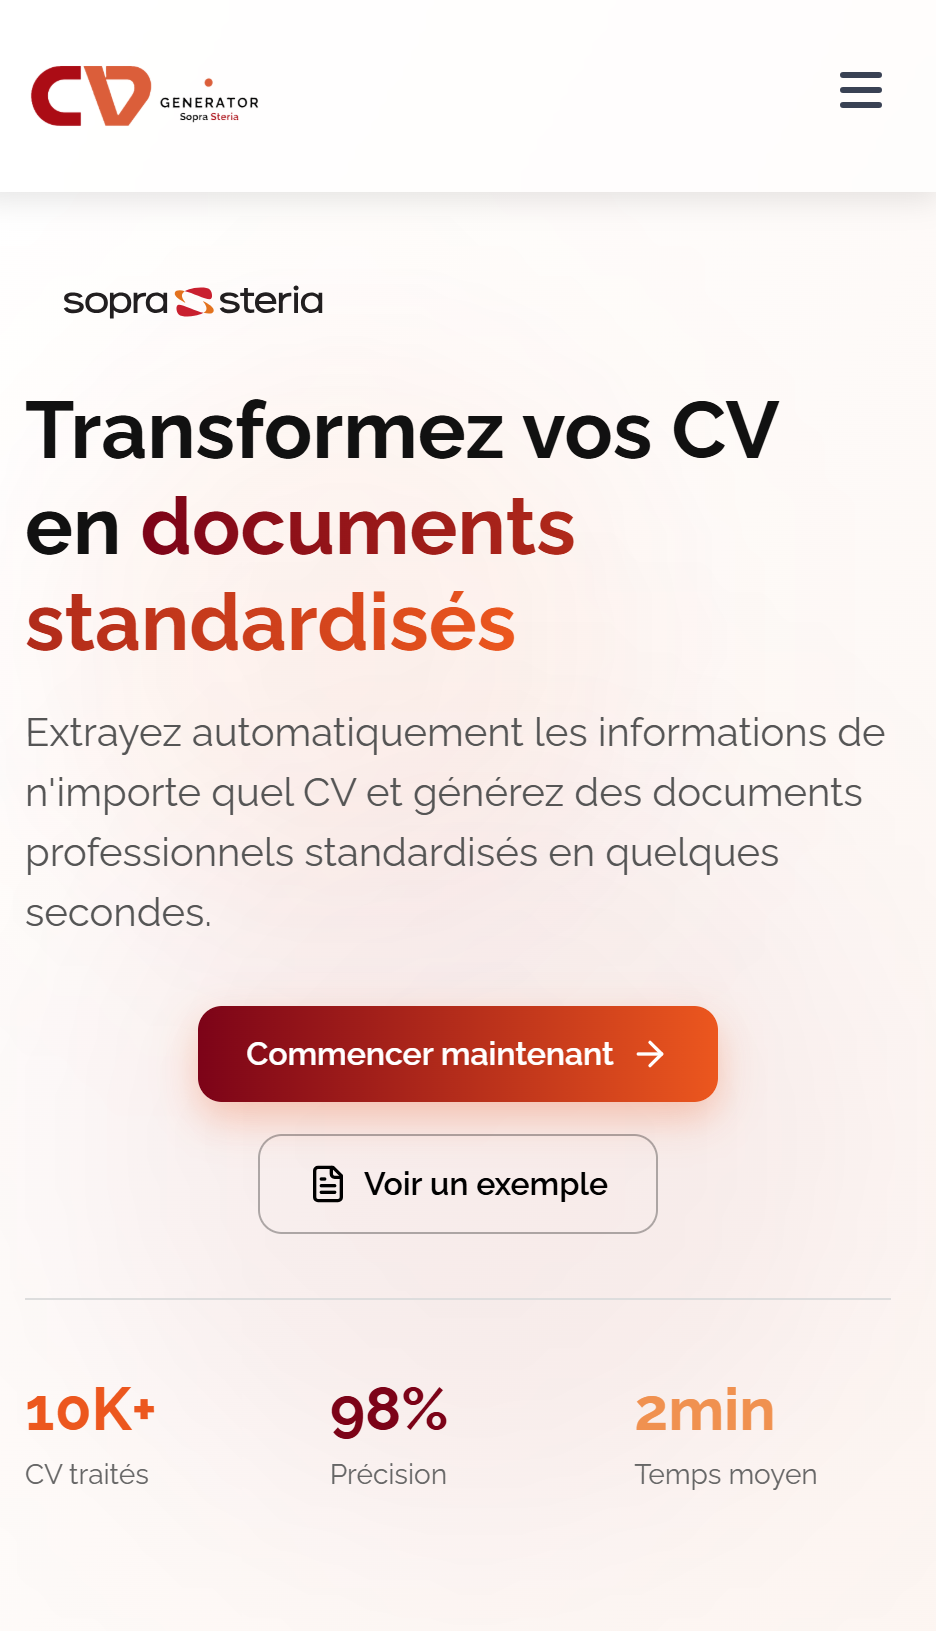 CV
GENERATOR
Sopra Steria
sopra steria
Transformez vos CV
en documents
standardisés
Extrayez automatiquement les informations de
n'importe quel CV et générez des documents
professionnels standardisés en quelques
secondes.
Commencer maintenant
Voir un exemple
10K+ 98% 2min
CV traités Précision Temps moyen